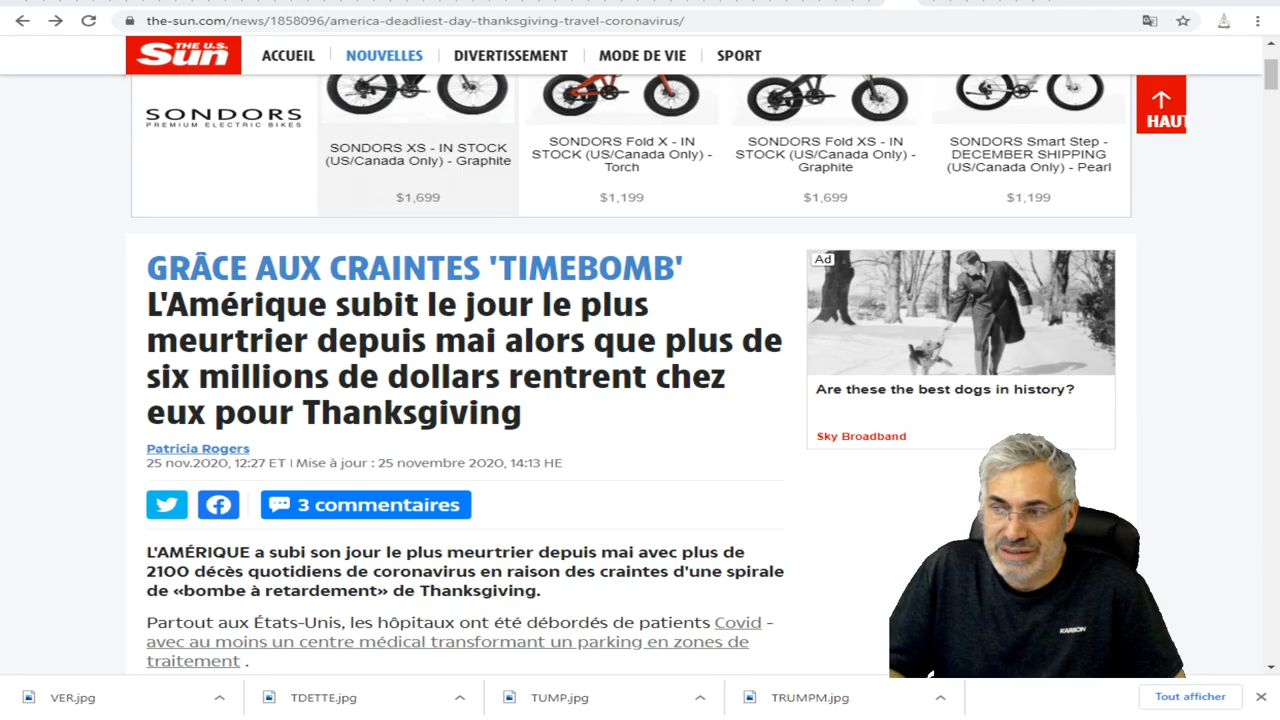 the-sun.com/news/1858096/america-deadliest-day-thanksgiving-travel-coronavirus/
THE U.S.
Sun
ACCUEIL
NOUVELLES
DIVERTISSEMENT
MODE DE VIE
SPORT
HAUT
SONDORS
PREMIUM ELECTRIC BIKES
SONDORS XS - IN STOCK
(US/Canada Only) - Graphite
$1,699
SONDORS Fold X - IN
STOCK (US/Canada Only) -
Torch
$1,199
SONDORS Fold XS - IN
STOCK (US/Canada Only) -
Graphite
$1,699
SONDORS Smart Step -
DECEMBER SHIPPING
(US/Canada Only) - Pearl
$1,199
GRÂCE AUX CRAINTES 'TIMEBOMB'
L'Amérique subit le jour le plus
meurtrier depuis mai alors que plus de
six millions de dollars rentrent chez
eux pour Thanksgiving
Patricia Rogers
25 nov.2020, 12:27 ET | Mise à jour : 25 novembre 2020, 14:13 HE
3 commentaires
L'AMÉRIQUE a subi son jour le plus meurtrier depuis mai avec plus de
2100 décès quotidiens de coronavirus en raison des craintes d'une spirale
de «bombe à retardement» de Thanksgiving.
Partout aux États-Unis, les hôpitaux ont été débordés de patients Covid -
avec au moins un centre médical transformant un parking en zones de
traitement .
Ad
Are these the best dogs in history?
Sky Broadband
KARBON
VER.jpg
TDETTE.jpg
TUMP.jpg
TRUMPM.jpg
Tout afficher